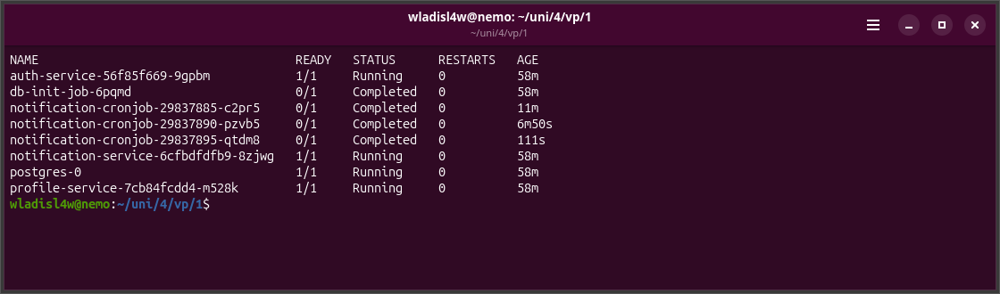 wladisl4w@nemo: ~/uni/4/vp/1
~/uni/4/vp/1
NAME READY STATUS RESTARTS AGE
auth-service-56f85f669-9gpbm 1/1 Running 0 58m
db-init-job-6pqmd 0/1 Completed 0 58m
notification-cronjob-29837885-c2pr5 0/1 Completed 0 11m
notification-cronjob-29837890-pzvb5 0/1 Completed 0 6m50s
notification-cronjob-29837895-qtdm8 0/1 Completed 0 111s
notification-service-6cfbdfdfb9-8zjwg 1/1 Running 0 58m
postgres-0 1/1 Running 0 58m
profile-service-7cb84fcdd4-m528k 1/1 Running 0 58m
wladisl4w@nemo:~/uni/4/vp/1$